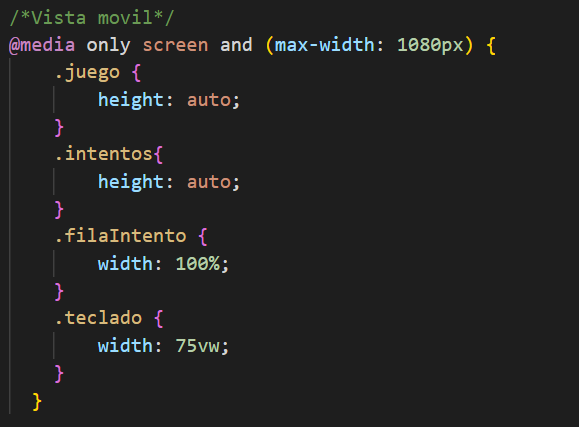 /*Vista movil*/
@media only screen and (max-width: 1080px) {
    .juego {
        height: auto;
    }
    .intentos{
        height: auto;
    }
    .filaIntento {
        width: 100%;
    }
    .teclado {
        width: 75vw;
    }
  }